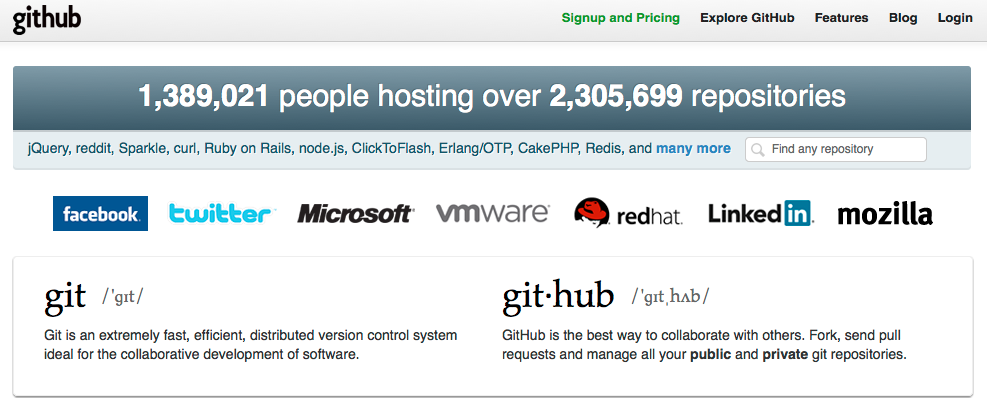 github
Signup and Pricing Explore GitHub Features Blog Login
1,389,021 people hosting over 2,305,699 repositories
jQuery, reddit, Sparkle, curl, Ruby on Rails, node.js, ClickToFlash, Erlang/OTP, CakePHP, Redis, and many more
Find any repository
facebook. twitter Microsoft vmware redhat. Linked in. mozilla
git /ˈgɪt/
Git is an extremely fast, efficient, distributed version control system
ideal for the collaborative development of software.
git·hub /ˈgɪtˌhʌb/
GitHub is the best way to collaborate with others. Fork, send pull
requests and manage all your public and private git repositories.